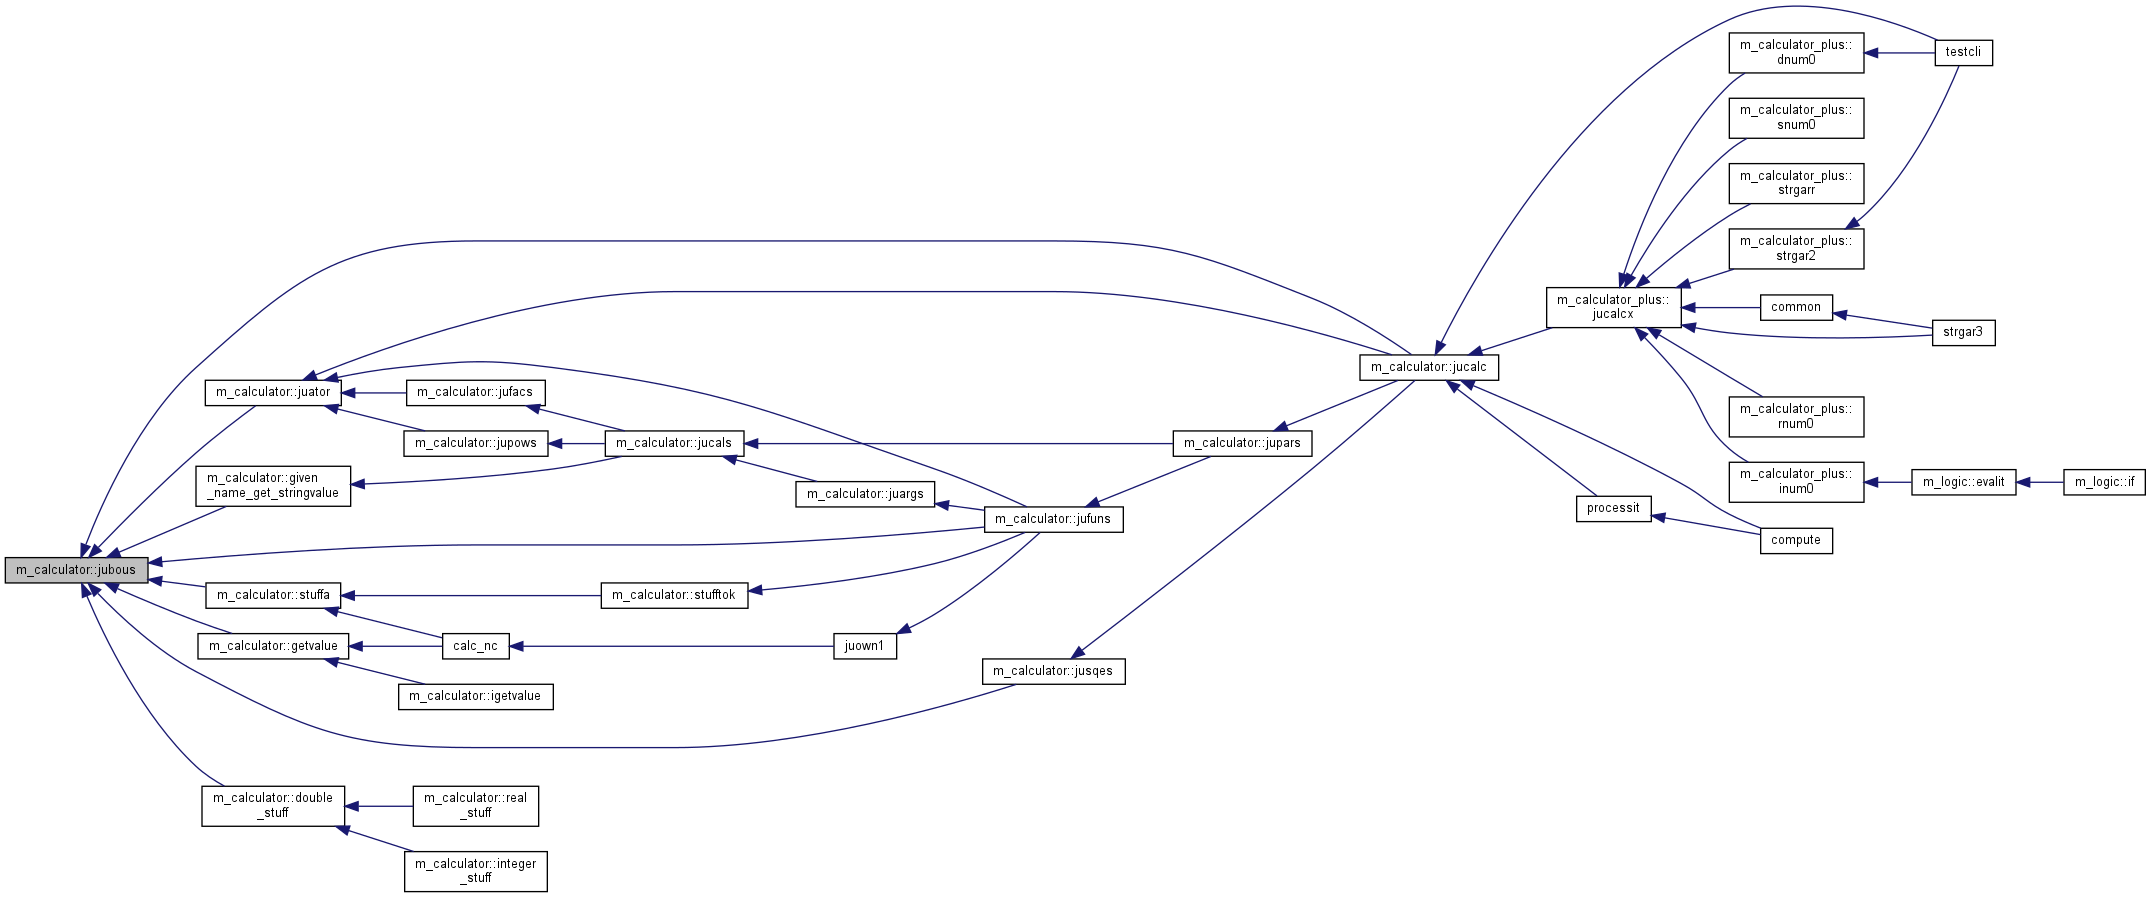 m_calculator::jubous
m_calculator::juator
m_calculator::given
_name_get_stringvalue
m_calculator::stuffa
m_calculator::getvalue
m_calculator::double
_stuff
m_calculator::jufacs
m_calculator::jupows
calc_nc
m_calculator::igetvalue
m_calculator::real
_stuff
m_calculator::integer
_stuff
m_calculator::jucals
m_calculator::stufftok
m_calculator::juargs
juown1
m_calculator::jufuns
m_calculator::jusqes
m_calculator::jupars
m_calculator::jucalc
m_calculator_plus::
jucalcx
processit
m_calculator_plus::
dnum0
m_calculator_plus::
snum0
m_calculator_plus::
strgarr
m_calculator_plus::
strgar2
common
m_calculator_plus::
rnum0
m_calculator_plus::
inum0
compute
testcli
strgar3
m_logic::evalit
m_logic::if